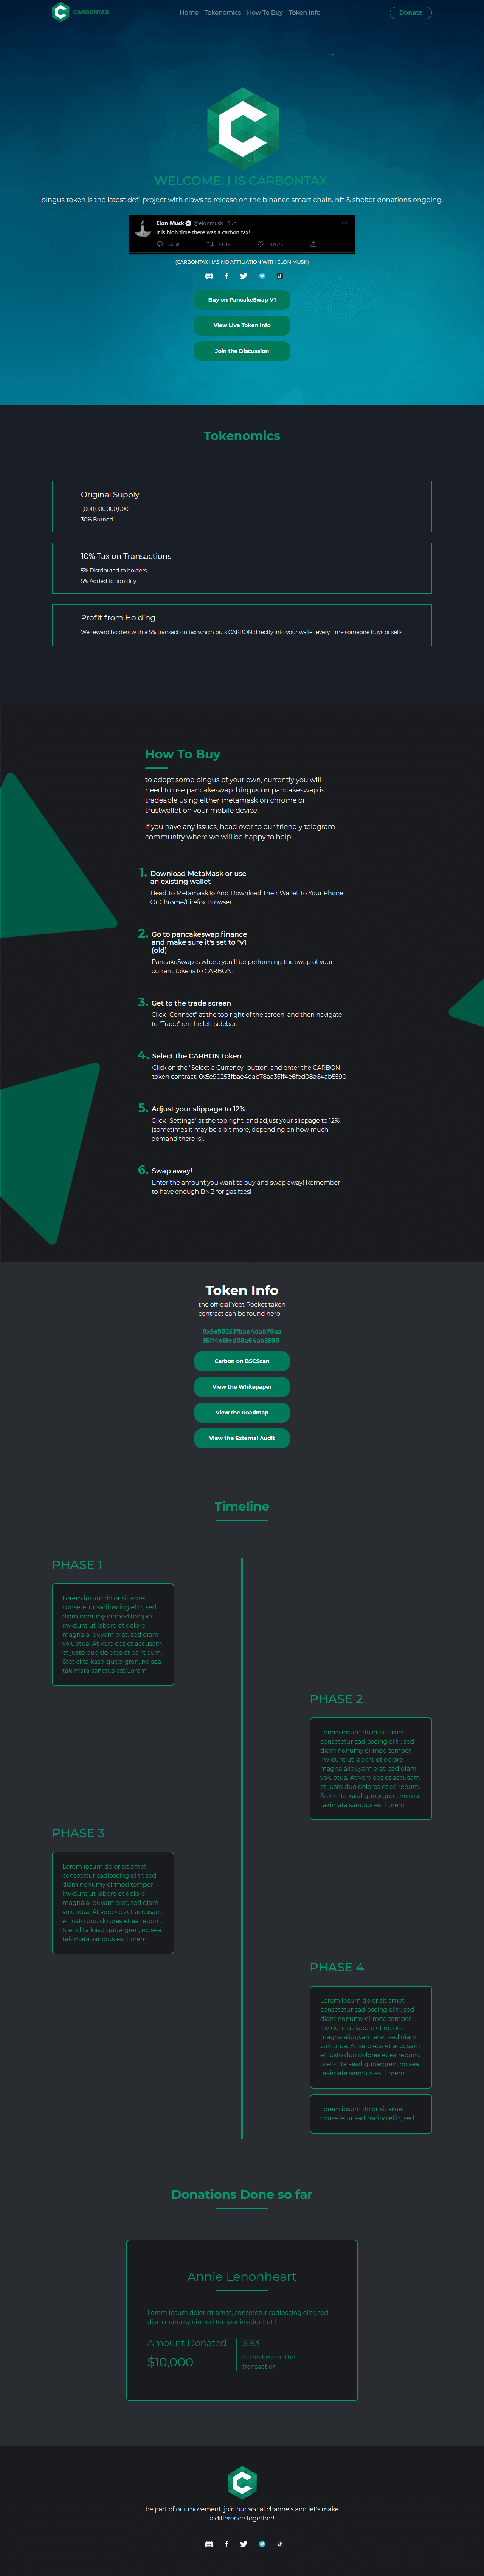 CARBONTAX
Home Tokenomics How To Buy Token Info
Donate
WELCOME. I IS CARBONTAX.
bingus token is the latest defi project with claws to release on the binance smart chain. nft & shelter donations ongoing.
Elon Musk @elonmusk · 15h
It is high time there was a carbon tax!
30.5K 21.2K 186.2K
(CARBONTAX HAS NO AFFILIATION WITH ELON MUSK)
Buy on PancakeSwap V1
View Live Token Info
Join the Discussion
Tokenomics
Original Supply
1,000,000,000,000
30% Burned
10% Tax on Transactions
5% Distributed to holders
5% Added to liquidity
Profit from Holding
We reward holders with a 5% transaction tax which puts CARBON directly into your wallet every time someone buys or sells
How To Buy
to adopt some bingus of your own, currently you will
need to use pancakeswap. bingus on pancakeswap is
tradeable using either metamask on chrome or
trustwallet on your mobile device.
if you have any issues, head over to our friendly telegram
community where we will be happy to help!
1. Download MetaMask or use
an existing wallet
Head To Metamask.Io And Download Their Wallet To Your Phone
Or Chrome/Firefox Browser
2. Go to pancakeswap.finance
and make sure it's set to "v1
(old)"
PancakeSwap is where you'll be performing the swap of your
current tokens to CARBON.
3. Get to the trade screen
Click "Connect" at the top right of the screen, and then navigate
to "Trade" on the left sidebar.
4. Select the CARBON token
Click on the "Select a Currency" button, and enter the CARBON
token contract: 0x5e90253fbae4dab78aa351f4e6fed08a64ab5590
5. Adjust your slippage to 12%
Click "Settings" at the top right, and adjust your slippage to 12%
(sometimes it may be a bit more, depending on how much
demand there is).
6. Swap away!
Enter the amount you want to buy and swap away! Remember
to have enough BNB for gas fees!
Token Info
the official Yeet Rocket taken
contract can be found hero
0x5e90253fbae4dab78aa
351f4e6fed08a64ab5590
Carbon on BSCScan
View the Whitepaper
View the Roadmap
View the External Audit
Timeline
PHASE 1
Lorem ipsum dolor sit amet,
consetetur sadipscing elitr, sed
diam nonumy eirmod tempor
invidunt ut labore et dolore
magna aliquyam erat, sed diam
voluptua. At vero eos et accusam
et justo duo dolores et ea rebum.
Stet clita kasd gubergren, no sea
takimata sanctus est Lorem
PHASE 2
Lorem ipsum dolor sit amet,
consetetur sadipscing elitr, sed
diam nonumy eirmod tempor
invidunt ut labore et dolore
magna aliquyam erat, sed diam
voluptua. At vero eos et accusam
et justo duo dolores et ea rebum.
Stet clita kasd gubergren, no sea
takimata sanctus est Lorem
PHASE 3
Lorem ipsum dolor sit amet,
consetetur sadipscing elitr, sed
diam nonumy eirmod tempor
invidunt ut labore et dolore
magna aliquyam erat, sed diam
voluptua. At vero eos et accusam
et justo duo dolores et ea rebum.
Stet clita kasd gubergren, no sea
takimata sanctus est Lorem
PHASE 4
Lorem ipsum dolor sit amet,
consetetur sadipscing elitr, sed
diam nonumy eirmod tempor
invidunt ut labore et dolore
magna aliquyam erat, sed diam
voluptua. At vero eos et accusam
et justo duo dolores et ea rebum.
Stet clita kasd gubergren, no sea
takimata sanctus est Lorem
Lorem ipsum dolor sit amet,
consetetur sadipscing elitr, sed
Donations Done so far
Annie Lenonheart
Lorem ipsum dolor sit amet, consetetur sadipscing elitr, sed
diam nonumy eirmod tempor invidunt ut l
Amount Donated
$10,000
3.63
at the time of the
transaction
be part of our movement, join our social channels and let's make
a difference together!